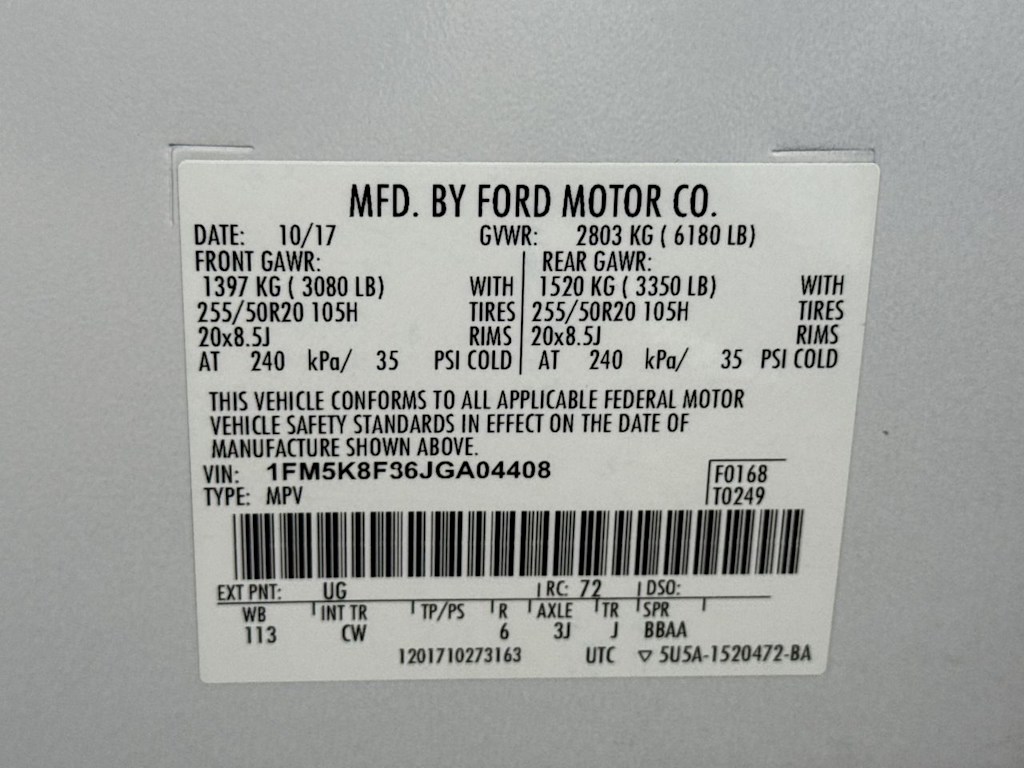 MFD. BY FORD MOTOR CO.
DATE: 10/17 GVWR: 2803 KG ( 6180 LB)
FRONT GAWR: REAR GAWR:
1397 KG ( 3080 LB) WITH 1520 KG ( 3350 LB) WITH
255/50R20 105H TIRES 255/50R20 105H TIRES
20x8.5J RIMS 20x8.5J RIMS
AT 240 kPa/ 35 PSI COLD AT 240 kPa/ 35 PSI COLD
THIS VEHICLE CONFORMS TO ALL APPLICABLE FEDERAL MOTOR
VEHICLE SAFETY STANDARDS IN EFFECT ON THE DATE OF
MANUFACTURE SHOWN ABOVE.
VIN: 1FM5K8F36JGA04408 F0168
TYPE: MPV T0249
EXT PNT: UG RC: 72 DSO:
WB INT TR TP/PS R AXLE TR SPR
113 CW 6 3J J BBAA
1201710273163 UTC ▽ 5U5A-1520472-BA